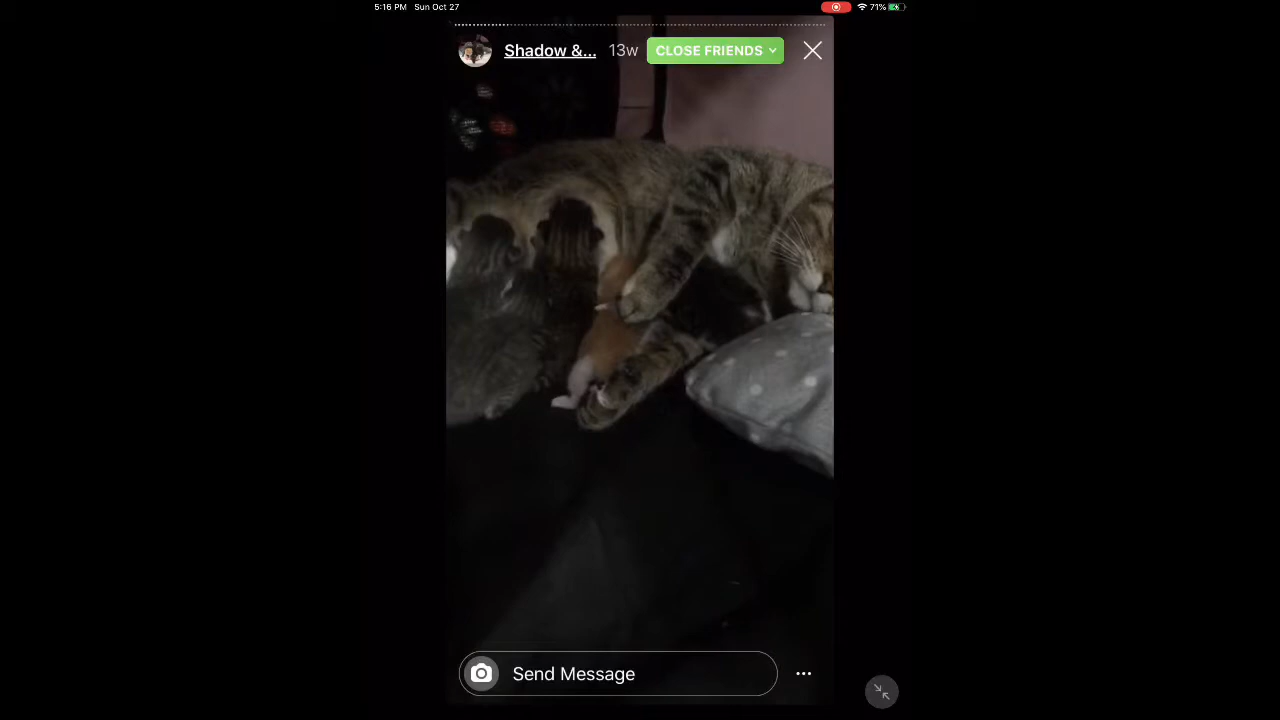 5:16 PM Sun Oct 27
71%
Shadow &... 13w CLOSE FRIENDS
Send Message